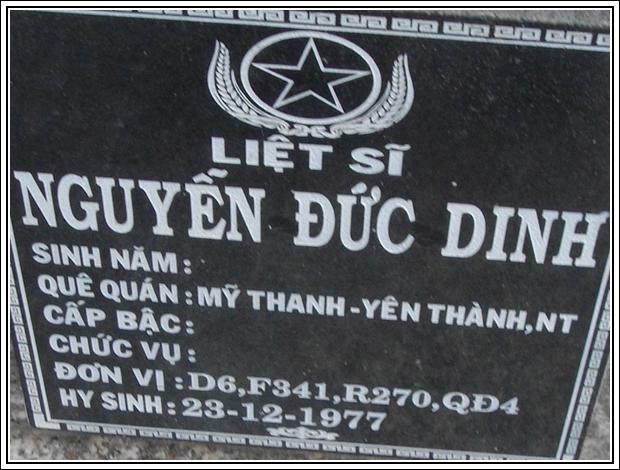 LIỆT SĨ
NGUYỄN ĐỨC DINH
SINH NĂM :
QUÊ QUÁN : MỸ THANH - YÊN THÀNH, NT
CẤP BẬC :
CHỨC VỤ :
ĐƠN VỊ : D6, F341, R270, QĐ4
HY SINH : 23-12-1977